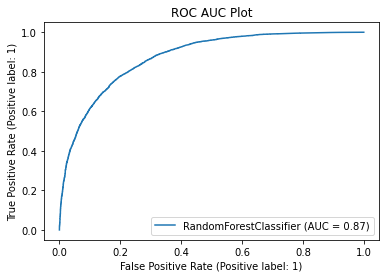 ROC AUC Plot
1.0
0.8
0.6
0.4
0.2
0.0
True Positive Rate (Positive label: 1)
RandomForestClassifier (AUC = 0.87)
0.0 0.2 0.4 0.6 0.8 1.0
False Positive Rate (Positive label: 1)